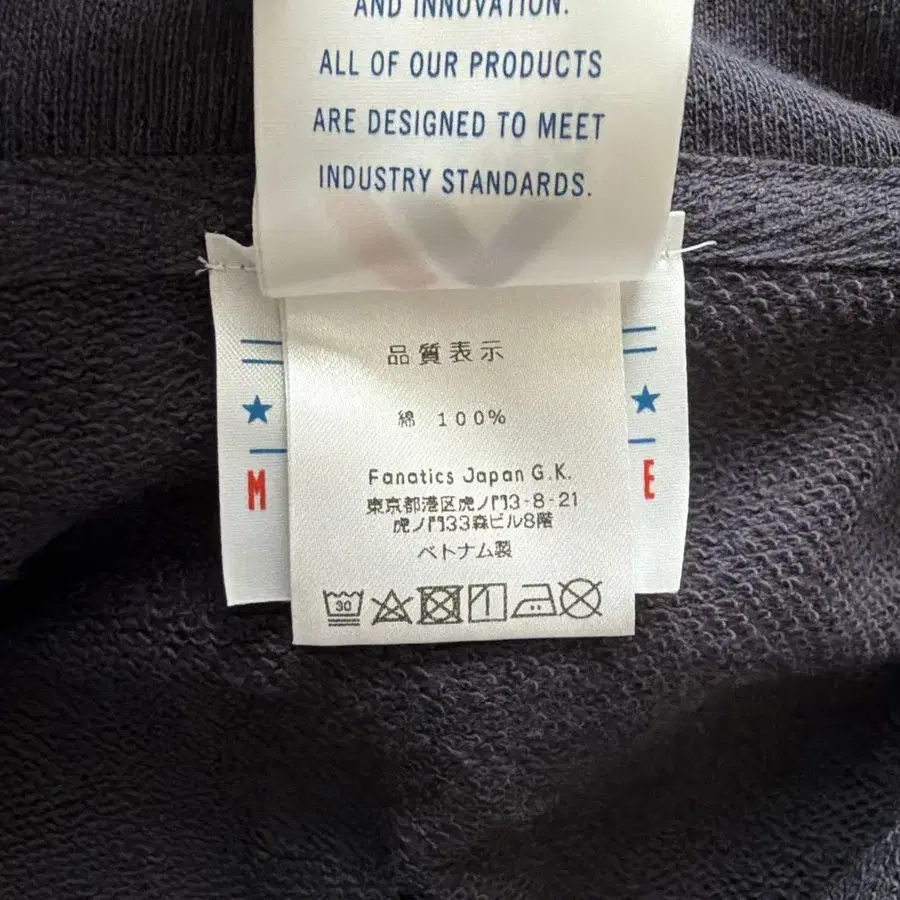 AND INNOVATION.
ALL OF OUR PRODUCTS
ARE DESIGNED TO MEET
INDUSTRY STANDARDS.
品質表示
綿 100%
M
E
Fanatics Japan G.K.
東京都港区虎ノ門3-8-21
虎ノ門33森ビル8階
ベトナム製
30